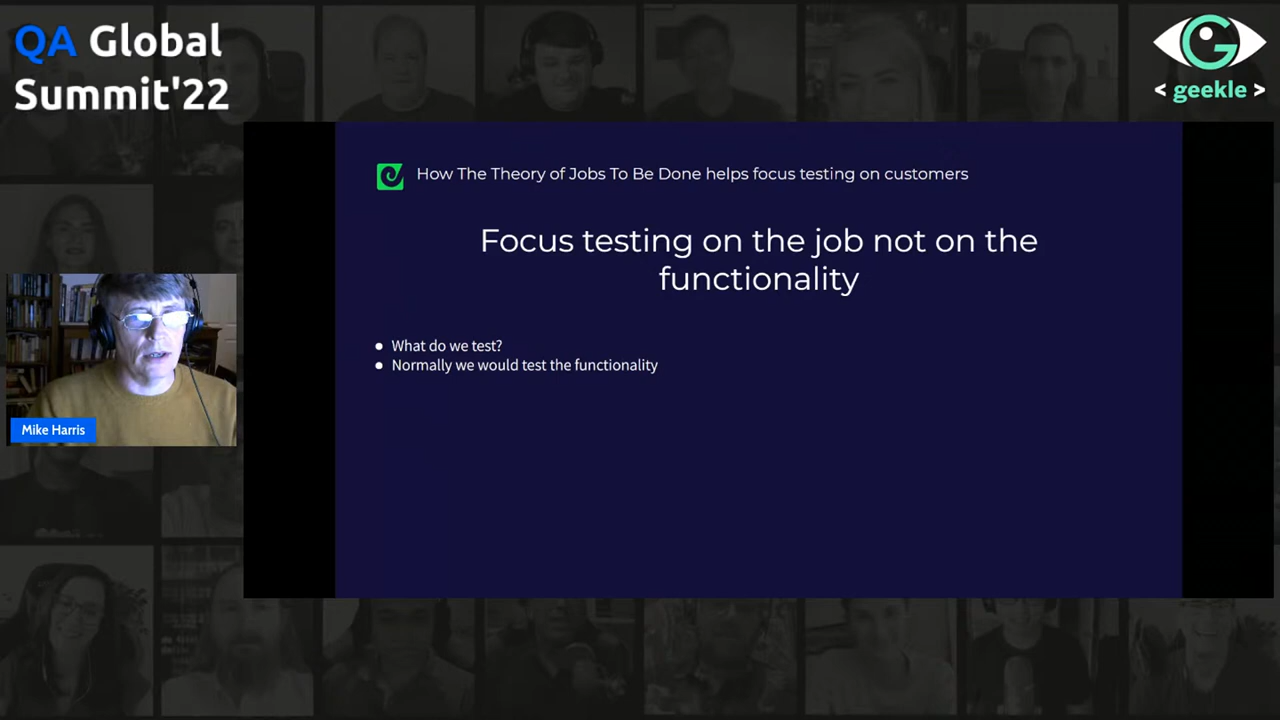 QA Global
Summit'22
< geekle >
How The Theory of Jobs To Be Done helps focus testing on customers
Focus testing on the job not on the
functionality
● What do we test?
● Normally we would test the functionality
Mike Harris